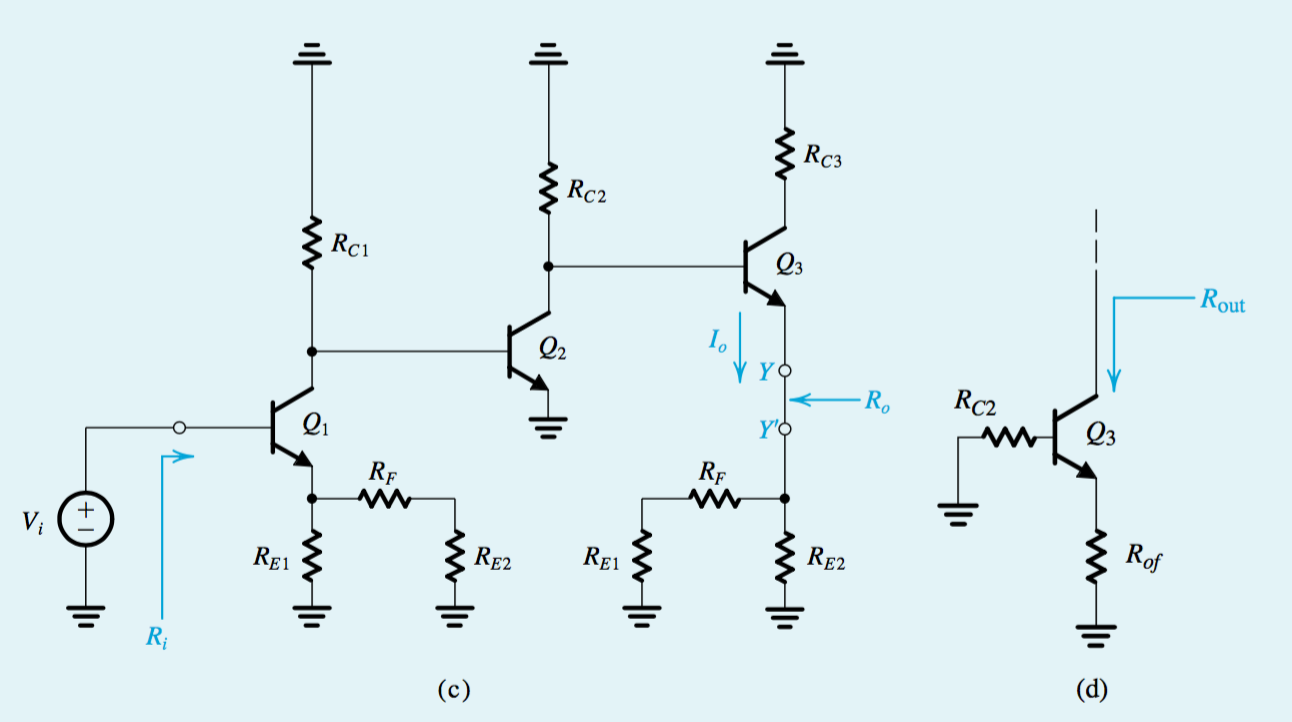 R_C3
R_C2
R_C1
Q_3
R_out
Q_2
I_o
Y
R_o
R_C2
Y'
Q_1
Q_3
R_F
R_F
V_i
+
−
R_E1
R_E2
R_E1
R_E2
R_of
R_i
(c)
(d)